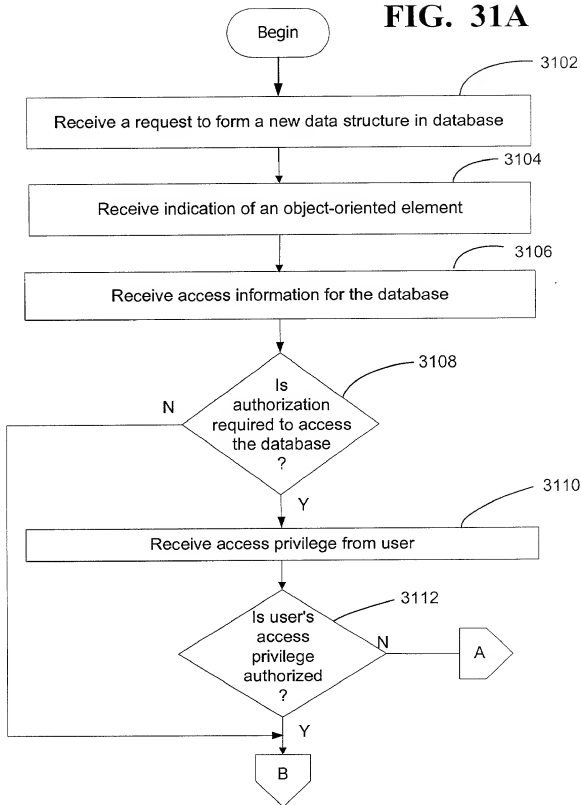 FIG. 31A
Begin
3102
Receive a request to form a new data structure in database
3104
Receive indication of an object-oriented element
3106
Receive access information for the database
3108
Is
authorization
required to access
the database
?
N
Y
3110
Receive access privilege from user
3112
Is user's
access
privilege
authorized
?
N
A
Y
B